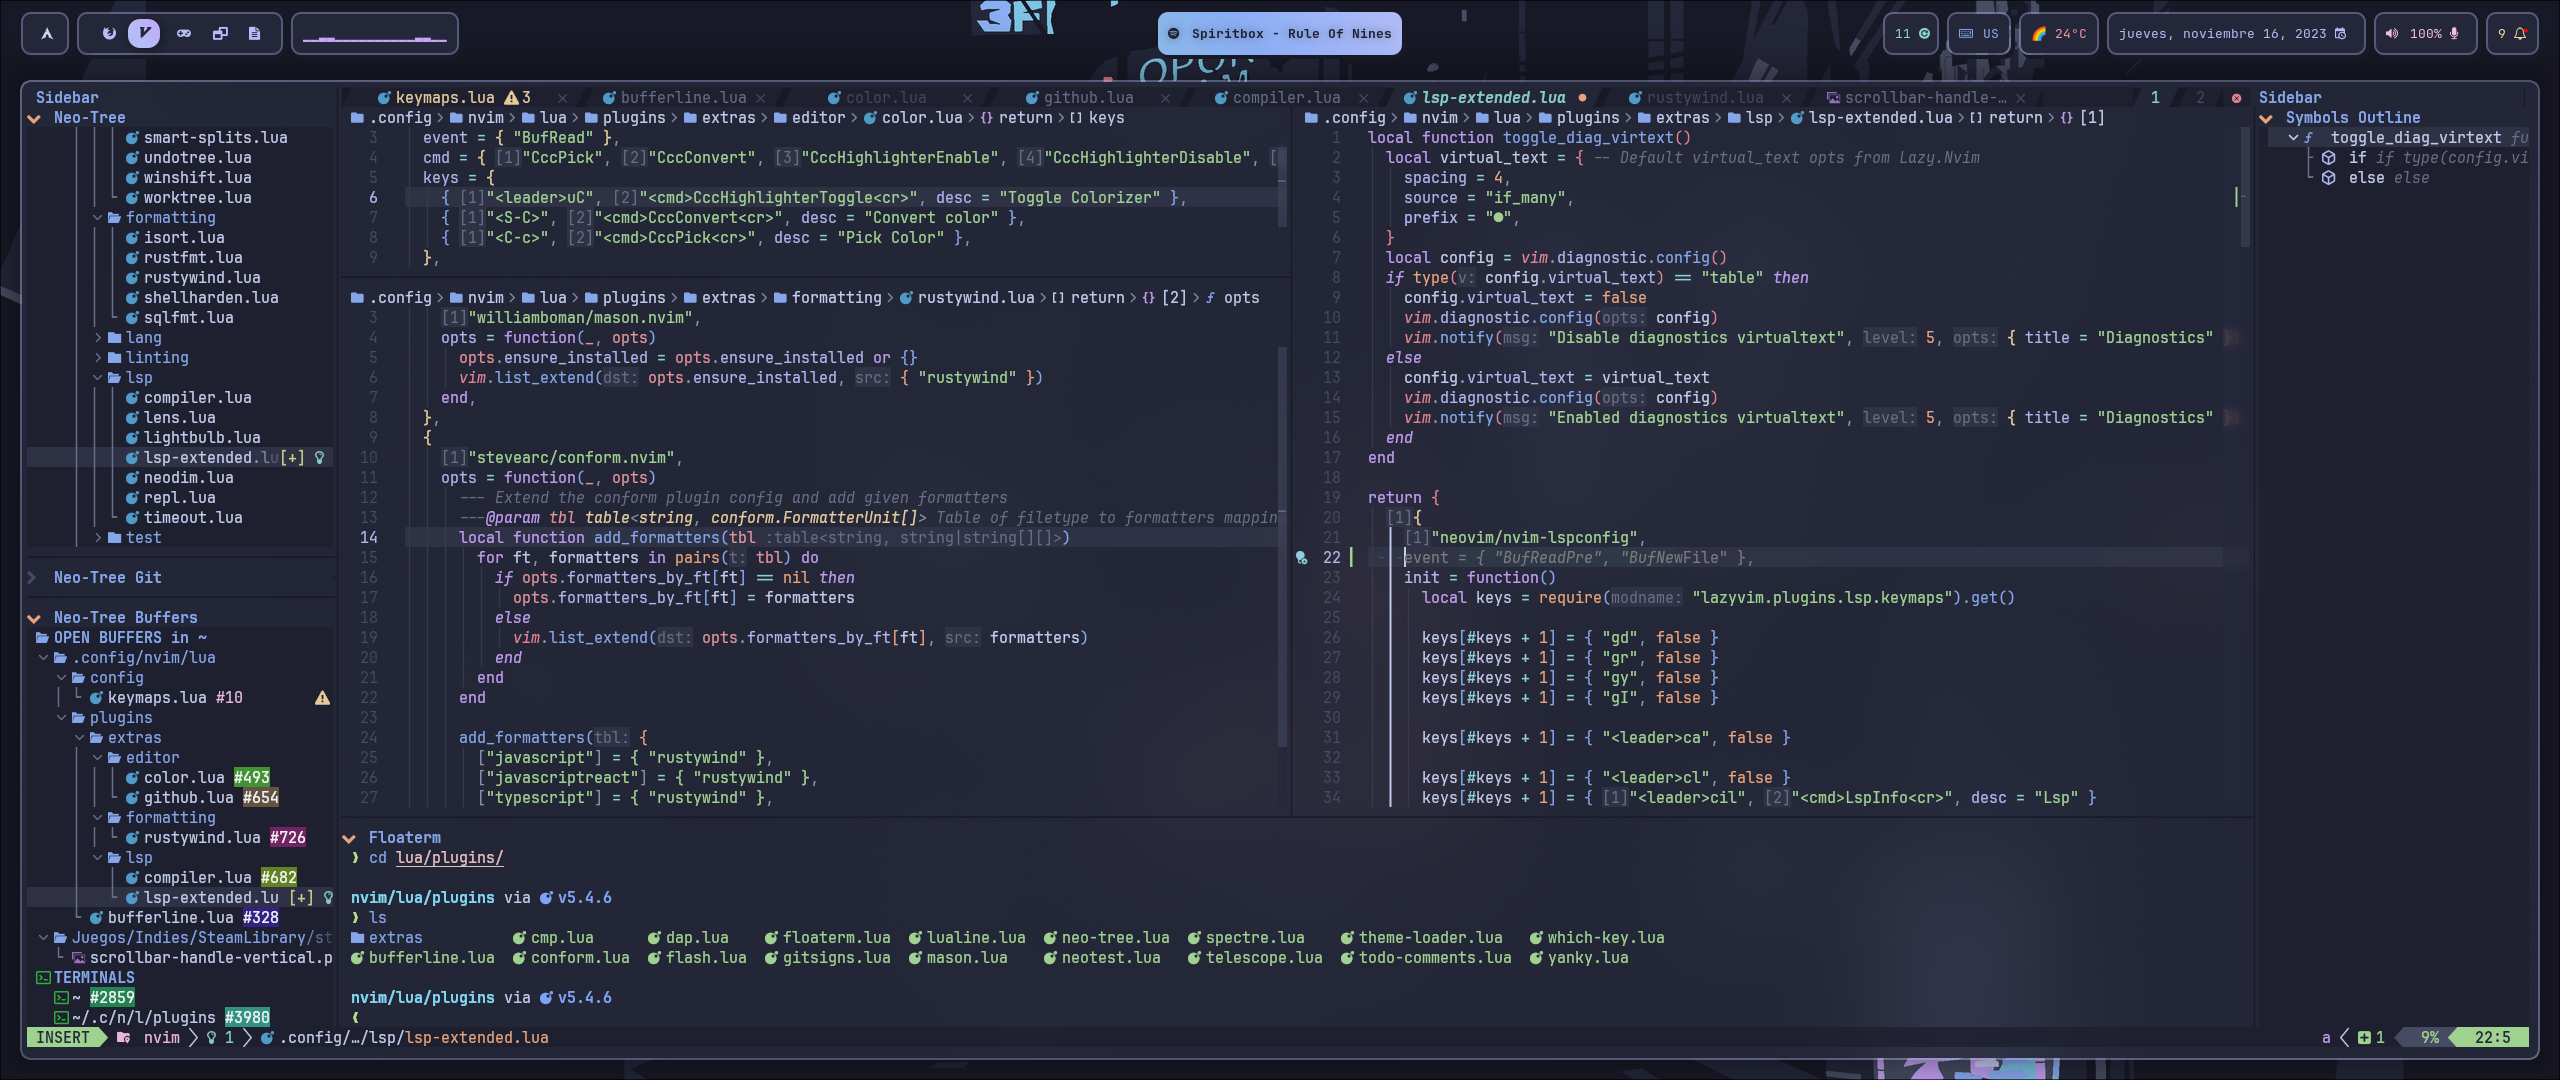 Spiritbox - Rule Of Nines
11
US
24°C
jueves, noviembre 16, 2023
100%
9
Sidebar
keymaps.lua 3
bufferline.lua
color.lua
github.lua
compiler.lua
lsp-extended.lua
rustywind.lua
scrollbar-handle-…
1
2
Sidebar
Neo-Tree
smart-splits.lua
undotree.lua
winshift.lua
worktree.lua
formatting
isort.lua
rustfmt.lua
rustywind.lua
shellharden.lua
sqlfmt.lua
lang
linting
lsp
compiler.lua
lens.lua
lightbulb.lua
lsp-extended.lu[+]
neodim.lua
repl.lua
timeout.lua
test
Neo-Tree Git
Neo-Tree Buffers
OPEN BUFFERS in ~
.config/nvim/lua
config
keymaps.lua #10
plugins
extras
editor
color.lua #493
github.lua #654
formatting
rustywind.lua #726
lsp
compiler.lua #682
lsp-extended.lu [+]
bufferline.lua #328
Juegos/Indies/SteamLibrary/st
scrollbar-handle-vertical.p
TERMINALS
~ #2859
~/.c/n/l/plugins #3980
.config > nvim > lua > plugins > extras > editor > color.lua > {} return > [] keys
3 event = { "BufRead" },
4 cmd = { [1]"CccPick", [2]"CccConvert", [3]"CccHighlighterEnable", [4]"CccHighlighterDisable", [
5 keys = {
6 { [1]"<leader>uC", [2]"<cmd>CccHighlighterToggle<cr>", desc = "Toggle Colorizer" },
7 { [1]"<S-C>", [2]"<cmd>CccConvert<cr>", desc = "Convert color" },
8 { [1]"<C-c>", [2]"<cmd>CccPick<cr>", desc = "Pick Color" },
9 },
.config > nvim > lua > plugins > extras > formatting > rustywind.lua > [] return > {} [2] > ƒ opts
3 [1]"williamboman/mason.nvim",
4 opts = function(_, opts)
5 opts.ensure_installed = opts.ensure_installed or {}
6 vim.list_extend(dst: opts.ensure_installed, src: { "rustywind" })
7 end,
8 },
9 {
10 [1]"stevearc/conform.nvim",
11 opts = function(_, opts)
12 --- Extend the conform plugin config and add given formatters
13 ---@param tbl table<string, conform.FormatterUnit[]> Table of filetype to formatters mappin
14 local function add_formatters(tbl :table<string, string|string[][]>)
15 for ft, formatters in pairs(t: tbl) do
16 if opts.formatters_by_ft[ft] == nil then
17 opts.formatters_by_ft[ft] = formatters
18 else
19 vim.list_extend(dst: opts.formatters_by_ft[ft], src: formatters)
20 end
21 end
22 end
23
24 add_formatters(tbl: {
25 ["javascript"] = { "rustywind" },
26 ["javascriptreact"] = { "rustywind" },
27 ["typescript"] = { "rustywind" },
.config > nvim > lua > plugins > extras > lsp > lsp-extended.lua > [] return > {} [1]
1 local function toggle_diag_virtext()
2 local virtual_text = { -- Default virtual_text opts from Lazy.Nvim
3 spacing = 4,
4 source = "if_many",
5 prefix = "●",
6 }
7 local config = vim.diagnostic.config()
8 if type(v: config.virtual_text) == "table" then
9 config.virtual_text = false
10 vim.diagnostic.config(opts: config)
11 vim.notify(msg: "Disable diagnostics virtualtext", level: 5, opts: { title = "Diagnostics" })
12 else
13 config.virtual_text = virtual_text
14 vim.diagnostic.config(opts: config)
15 vim.notify(msg: "Enabled diagnostics virtualtext", level: 5, opts: { title = "Diagnostics" })
16 end
17 end
18
19 return {
20 [1]{
21 [1]"neovim/nvim-lspconfig",
22 event = { "BufReadPre", "BufNewFile" },
23 init = function()
24 local keys = require(modname: "lazyvim.plugins.lsp.keymaps").get()
25
26 keys[#keys + 1] = { "gd", false }
27 keys[#keys + 1] = { "gr", false }
28 keys[#keys + 1] = { "gy", false }
29 keys[#keys + 1] = { "gI", false }
30
31 keys[#keys + 1] = { "<leader>ca", false }
32
33 keys[#keys + 1] = { "<leader>cl", false }
34 keys[#keys + 1] = { [1]"<leader>cil", [2]"<cmd>LspInfo<cr>", desc = "Lsp" }
Symbols Outline
ƒ toggle_diag_virtext fu
if if type(config.vi
else else
Floaterm
❱ cd lua/plugins/
nvim/lua/plugins via v5.4.6
❱ ls
extras cmp.lua dap.lua floaterm.lua lualine.lua neo-tree.lua spectre.lua theme-loader.lua which-key.lua
bufferline.lua conform.lua flash.lua gitsigns.lua mason.lua neotest.lua telescope.lua todo-comments.lua yanky.lua
nvim/lua/plugins via v5.4.6
❰
INSERT nvim 1 .config/…/lsp/lsp-extended.lua
a 1 9% 22:5